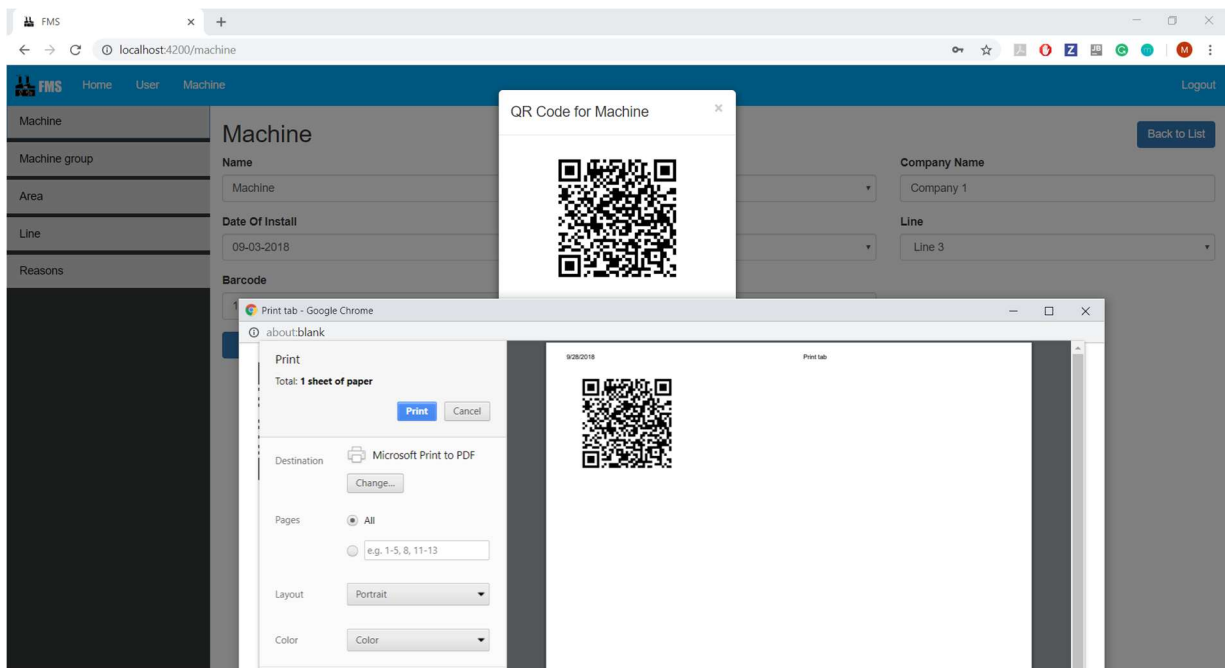 FMS
localhost:4200/machine
FMS Home User Machine Logout
Machine
Machine group
Area
Line
Reasons
Machine
Back to List
Name
Machine
Company Name
Company 1
Date Of Install
09-03-2018
Line
Line 3
Barcode
1
QR Code for Machine
Print tab - Google Chrome
about:blank
Print
Total: 1 sheet of paper
Print Cancel
Destination Microsoft Print to PDF
Change...
Pages All
e.g. 1-5, 8, 11-13
Layout Portrait
Color Color
9/28/2018 Print tab